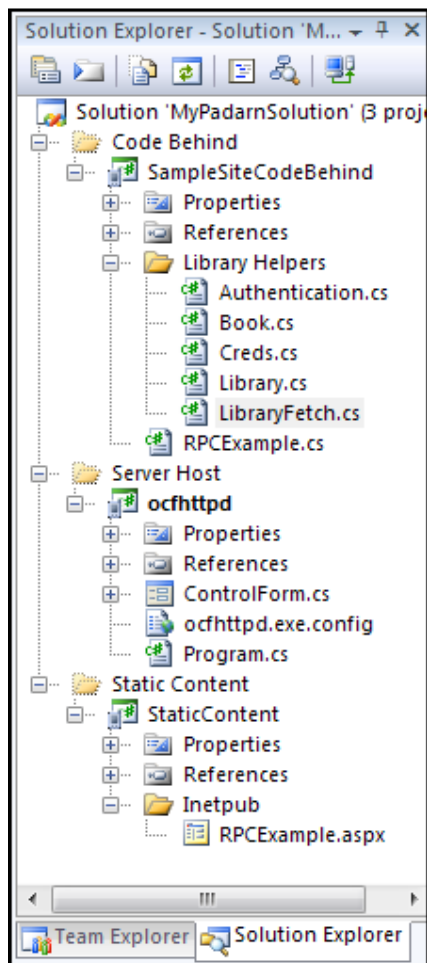 Solution Explorer - Solution 'M...
Solution 'MyPadarnSolution' (3 proj
Code Behind
SampleSiteCodeBehind
Properties
References
Library Helpers
Authentication.cs
Book.cs
Creds.cs
Library.cs
LibraryFetch.cs
RPCExample.cs
Server Host
ocfhttpd
Properties
References
ControlForm.cs
ocfhttpd.exe.config
Program.cs
Static Content
StaticContent
Properties
References
Inetpub
RPCExample.aspx
Team Explorer Solution Explorer